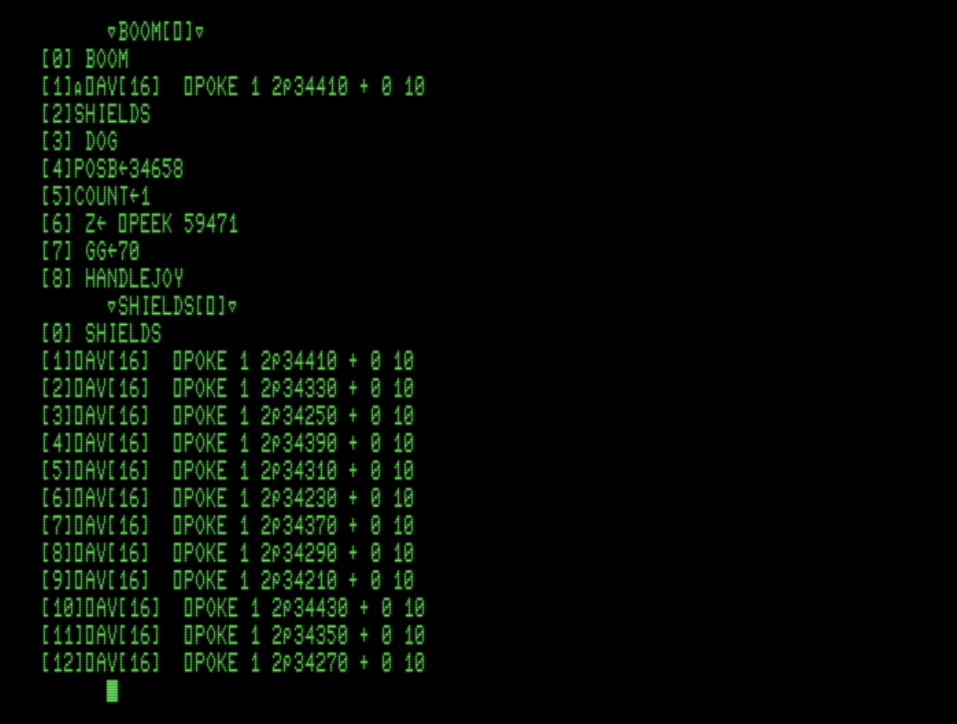 ∇BOOM[⎕]∇
[0] BOOM
[1]⍝⎕AV[16]  ⎕POKE 1 2⍴34410 + 0 10
[2]SHIELDS
[3] DOG
[4]POSB←34658
[5]COUNT←1
[6] Z← ⎕PEEK 59471
[7] GG←70
[8] HANDLEJOY
∇SHIELDS[⎕]∇
[0] SHIELDS
[1]⎕AV[16]  ⎕POKE 1 2⍴34410 + 0 10
[2]⎕AV[16]  ⎕POKE 1 2⍴34330 + 0 10
[3]⎕AV[16]  ⎕POKE 1 2⍴34250 + 0 10
[4]⎕AV[16]  ⎕POKE 1 2⍴34390 + 0 10
[5]⎕AV[16]  ⎕POKE 1 2⍴34310 + 0 10
[6]⎕AV[16]  ⎕POKE 1 2⍴34230 + 0 10
[7]⎕AV[16]  ⎕POKE 1 2⍴34370 + 0 10
[8]⎕AV[16]  ⎕POKE 1 2⍴34290 + 0 10
[9]⎕AV[16]  ⎕POKE 1 2⍴34210 + 0 10
[10]⎕AV[16]  ⎕POKE 1 2⍴34430 + 0 10
[11]⎕AV[16]  ⎕POKE 1 2⍴34350 + 0 10
[12]⎕AV[16]  ⎕POKE 1 2⍴34270 + 0 10